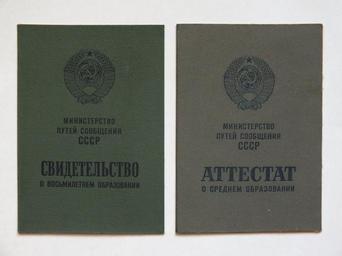 МИНИСТЕРСТВО
ПУТЕЙ СООБЩЕНИЯ
СССР
СВИДЕТЕЛЬСТВО
О ВОСЬМИЛЕТНЕМ ОБРАЗОВАНИИ
МИНИСТЕРСТВО
ПУТЕЙ СООБЩЕНИЯ
СССР
АТТЕСТАТ
О СРЕДНЕМ ОБРАЗОВАНИИ